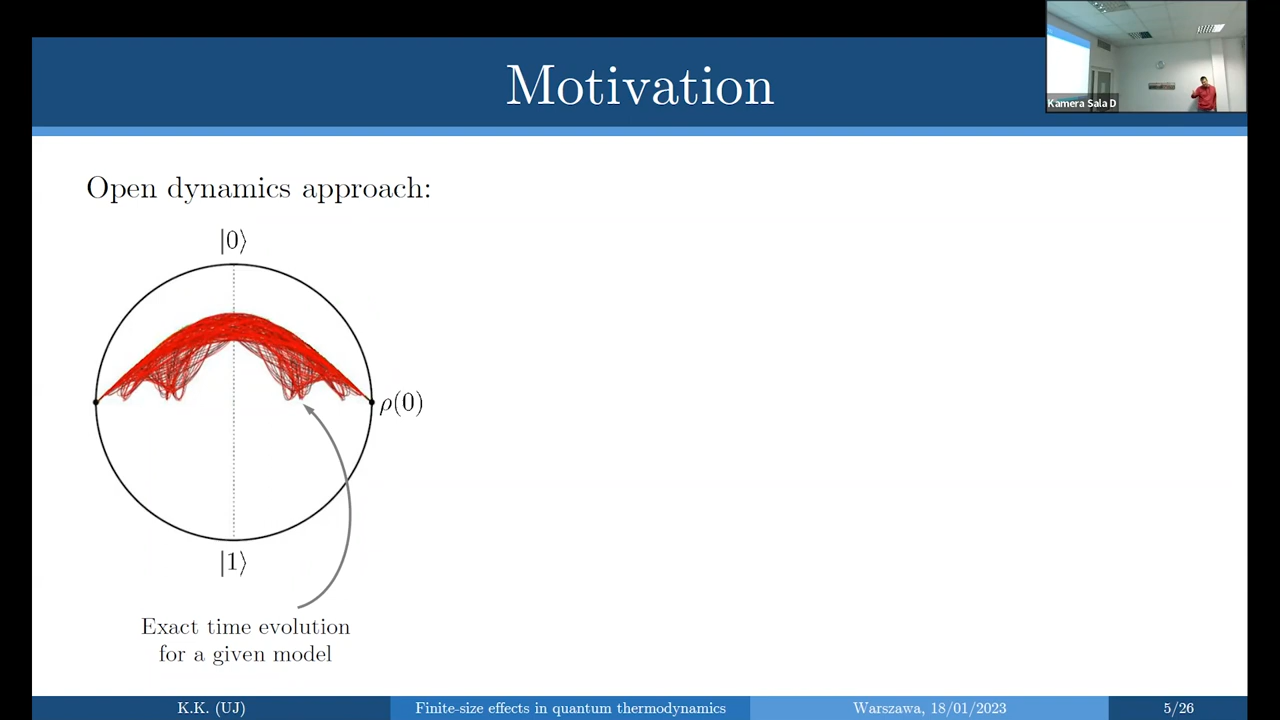 Motivation
Kamera Sala D
Open dynamics approach:
|0⟩
ρ(0)
|1⟩
Exact time evolution
for a given model
K.K. (UJ)
Finite-size effects in quantum thermodynamics
Warszawa, 18/01/2023
5/26